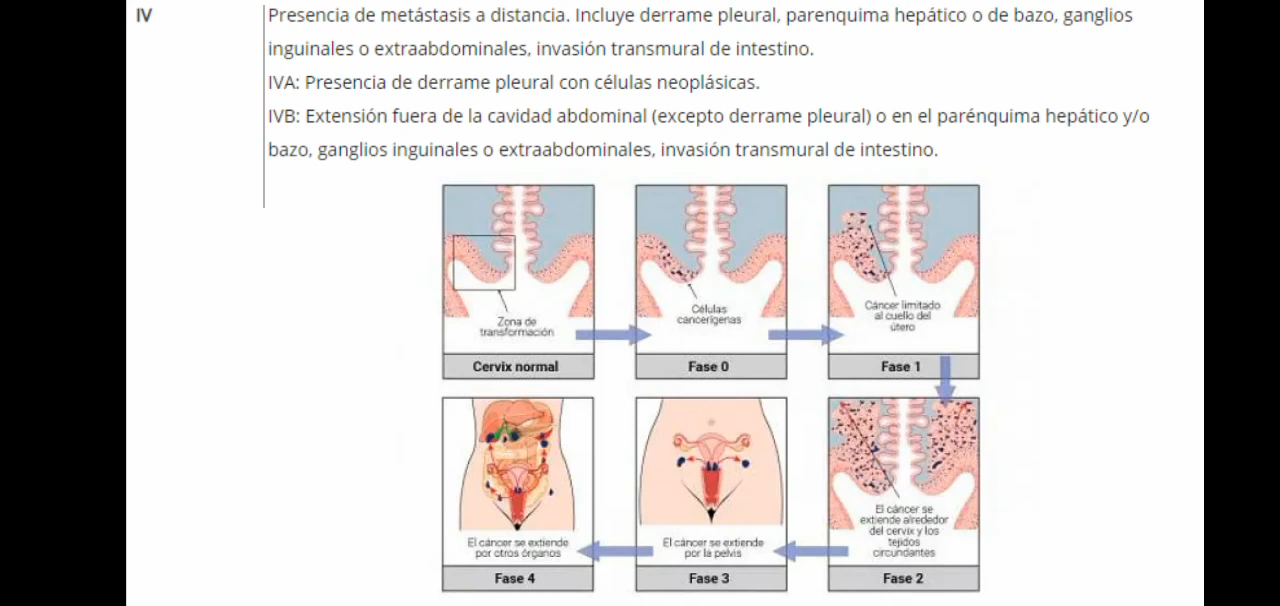 IV
Presencia de metástasis a distancia. Incluye derrame pleural, parenquima hepático o de bazo, ganglios
inguinales o extraabdominales, invasión transmural de intestino.
IVA: Presencia de derrame pleural con células neoplásicas.
IVB: Extensión fuera de la cavidad abdominal (excepto derrame pleural) o en el parénquima hepático y/o
bazo, ganglios inguinales o extraabdominales, invasión transmural de intestino.
Zona de
transformación
Cervix normal
Células
cancerígenas
Fase 0
Cáncer limitado
al cuello del
útero
Fase 1
El cáncer se extiende
por otros órganos
Fase 4
El cáncer se extiende
por la pelvis
Fase 3
El cáncer se
extiende alrededor
del cervix y los
tejidos
circundantes
Fase 2